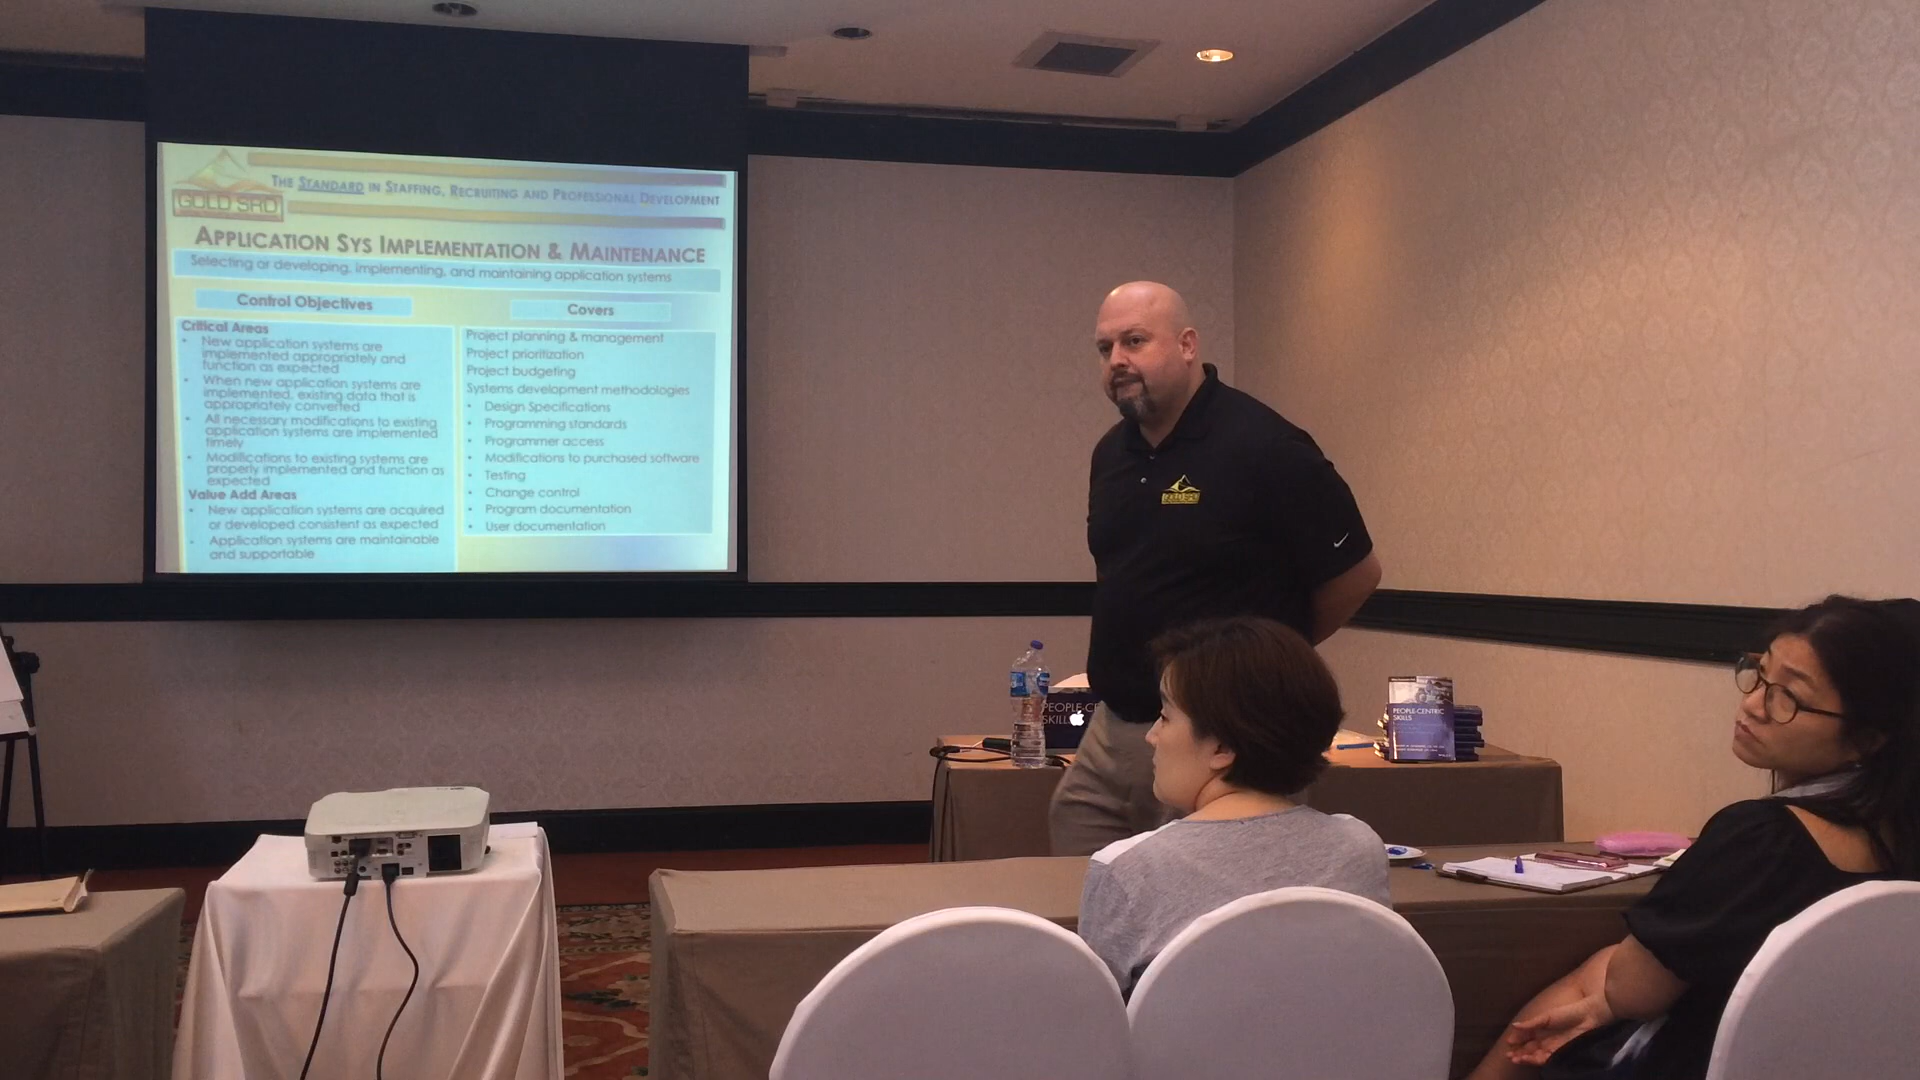 THE STANDARD IN STAFFING, RECRUITING AND PROFESSIONAL DEVELOPMENT
GOLD SRD
APPLICATION SYS IMPLEMENTATION & MAINTENANCE
Selecting or developing, implementing, and maintaining application systems
Control Objectives
Critical Areas
• New application systems are
implemented appropriately and
function as expected
• When new application systems are
implemented, existing data that is
appropriately converted
• All necessary modifications to existing
application systems are implemented
timely
• Modifications to existing systems are
properly implemented and function as
expected
Value Add Areas
• New application systems are acquired
or developed consistent as expected
• Application systems are maintainable
and supportable
Covers
Project planning & management
Project prioritization
Project budgeting
Systems development methodologies
• Design Specifications
• Programming standards
• Programmer access
• Modifications to purchased software
• Testing
• Change control
• Program documentation
• User documentation
GOLD SRD
PEOPLE-CE
SKILLS
PEOPLE-CENTRIC
SKILLS